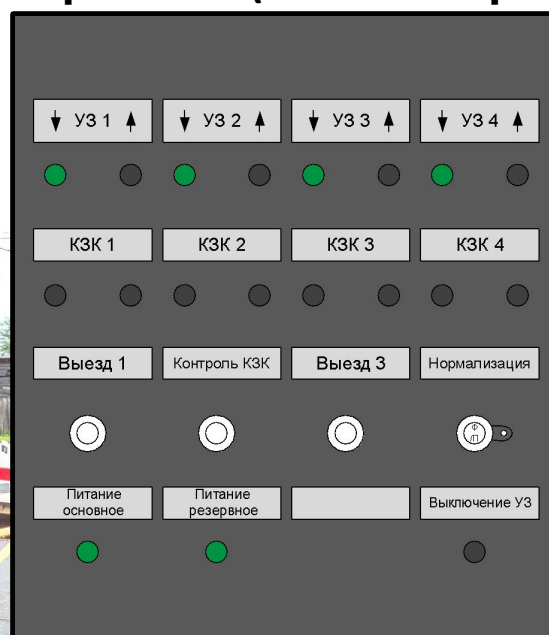 УЗ 1
УЗ 2
УЗ 3
УЗ 4
КЗК 1
КЗК 2
КЗК 3
КЗК 4
Выезд 1
Контроль КЗК
Выезд 3
Нормализация
Питание
основное
Питание
резервное
Выключение УЗ